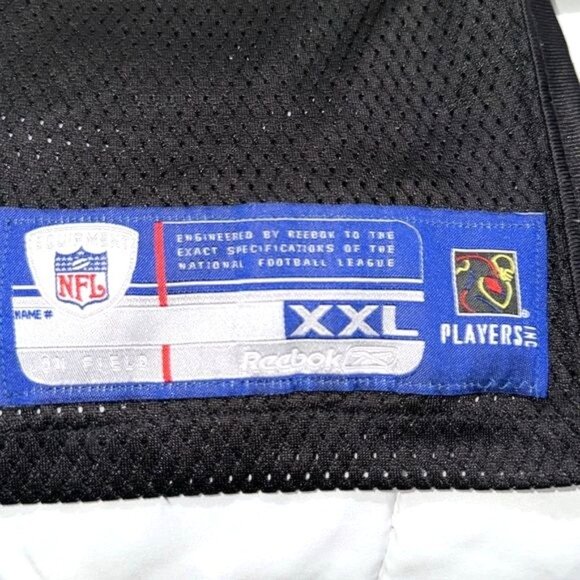 EQUIPMENT
NFL
ENGINEERED BY REEBOK TO THE
EXACT SPECIFICATIONS OF THE
NATIONAL FOOTBALL LEAGUE
NAME #
XXL
ON FIELD
Reebok
PLAYERS INC